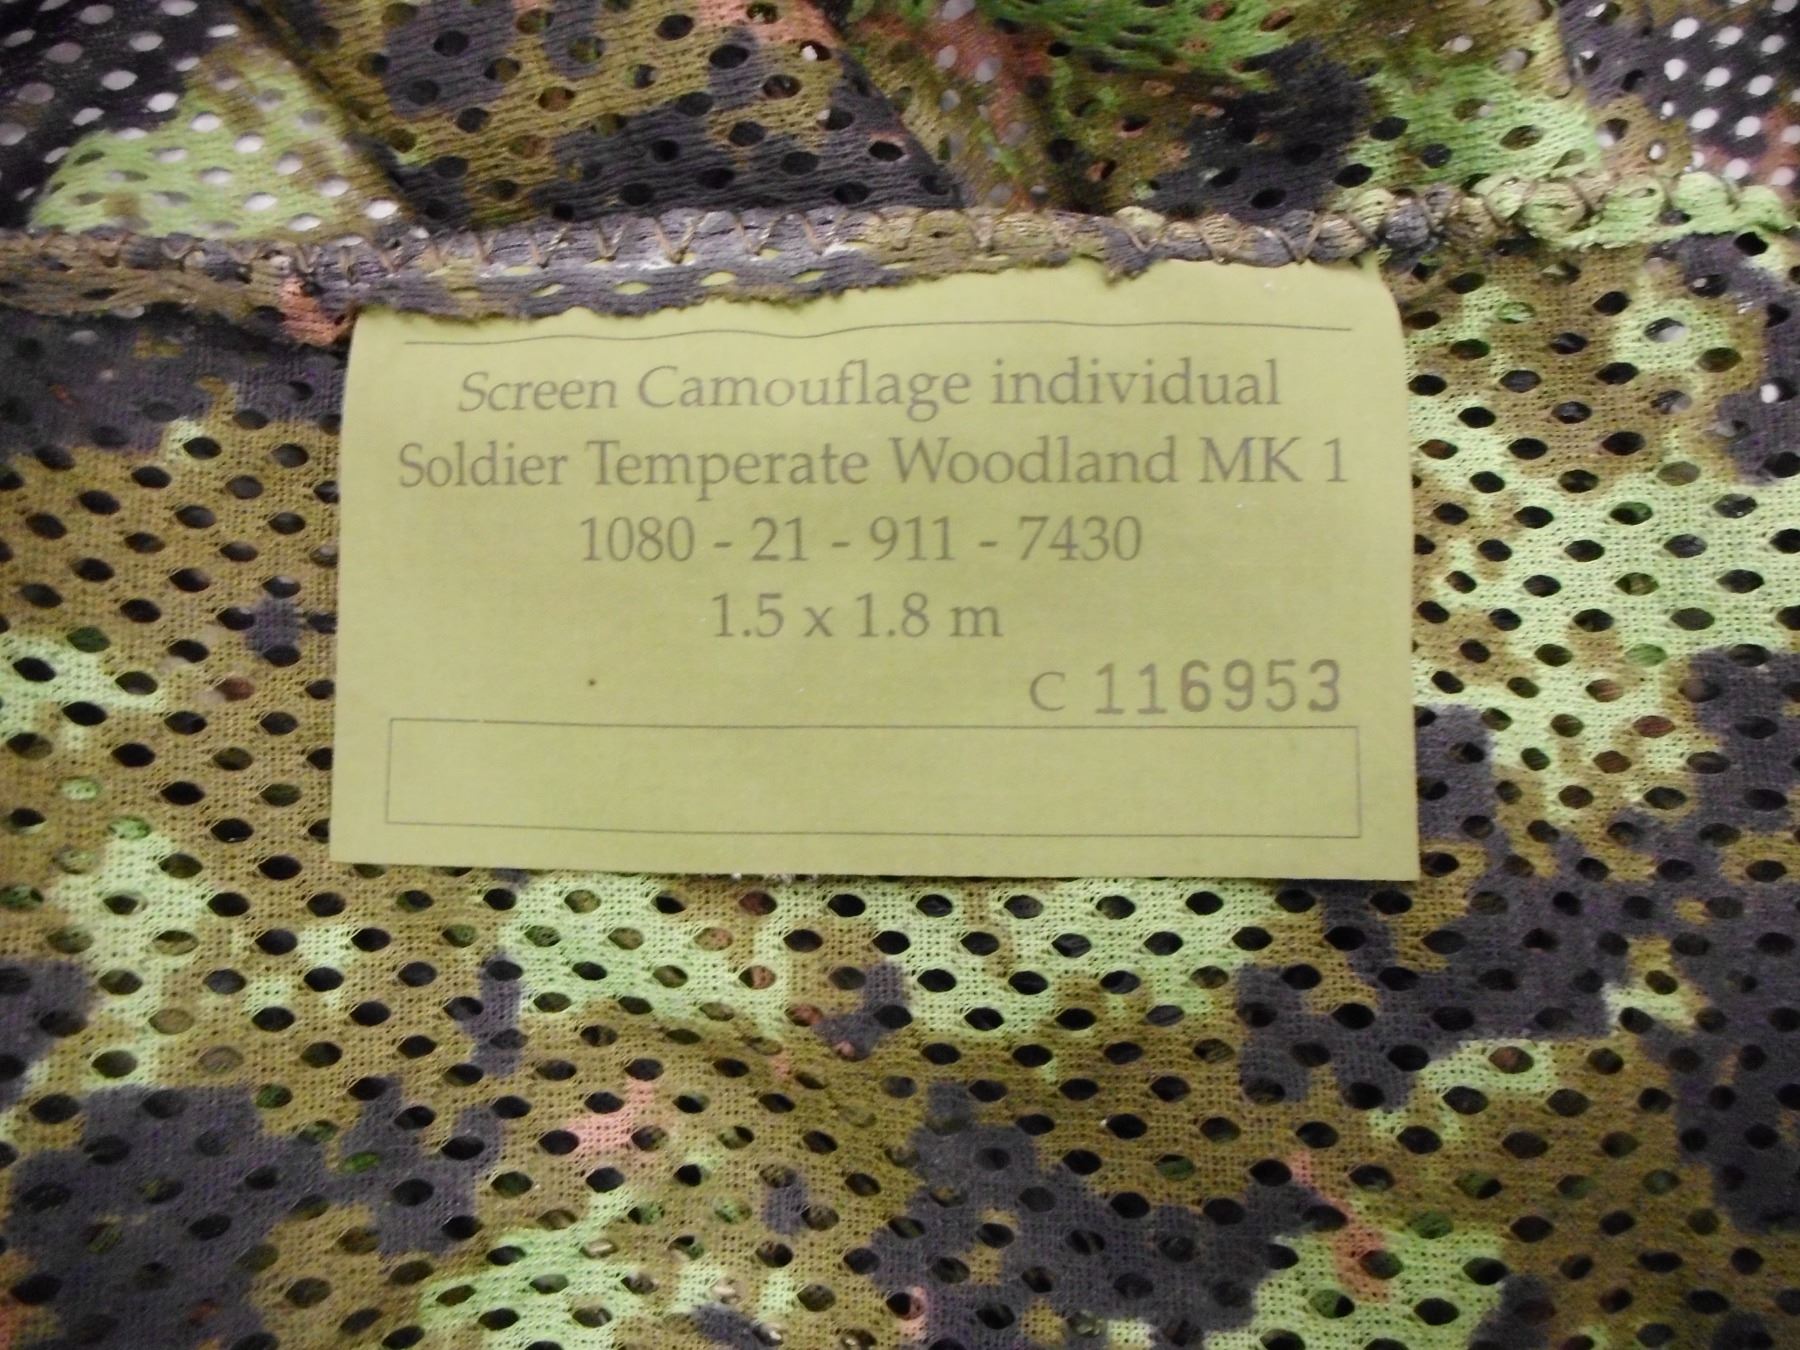 Screen Camouflage individual
Soldier Temperate Woodland MK 1
1080 - 21 - 911 - 7430
1.5 x 1.8 m
C 116953